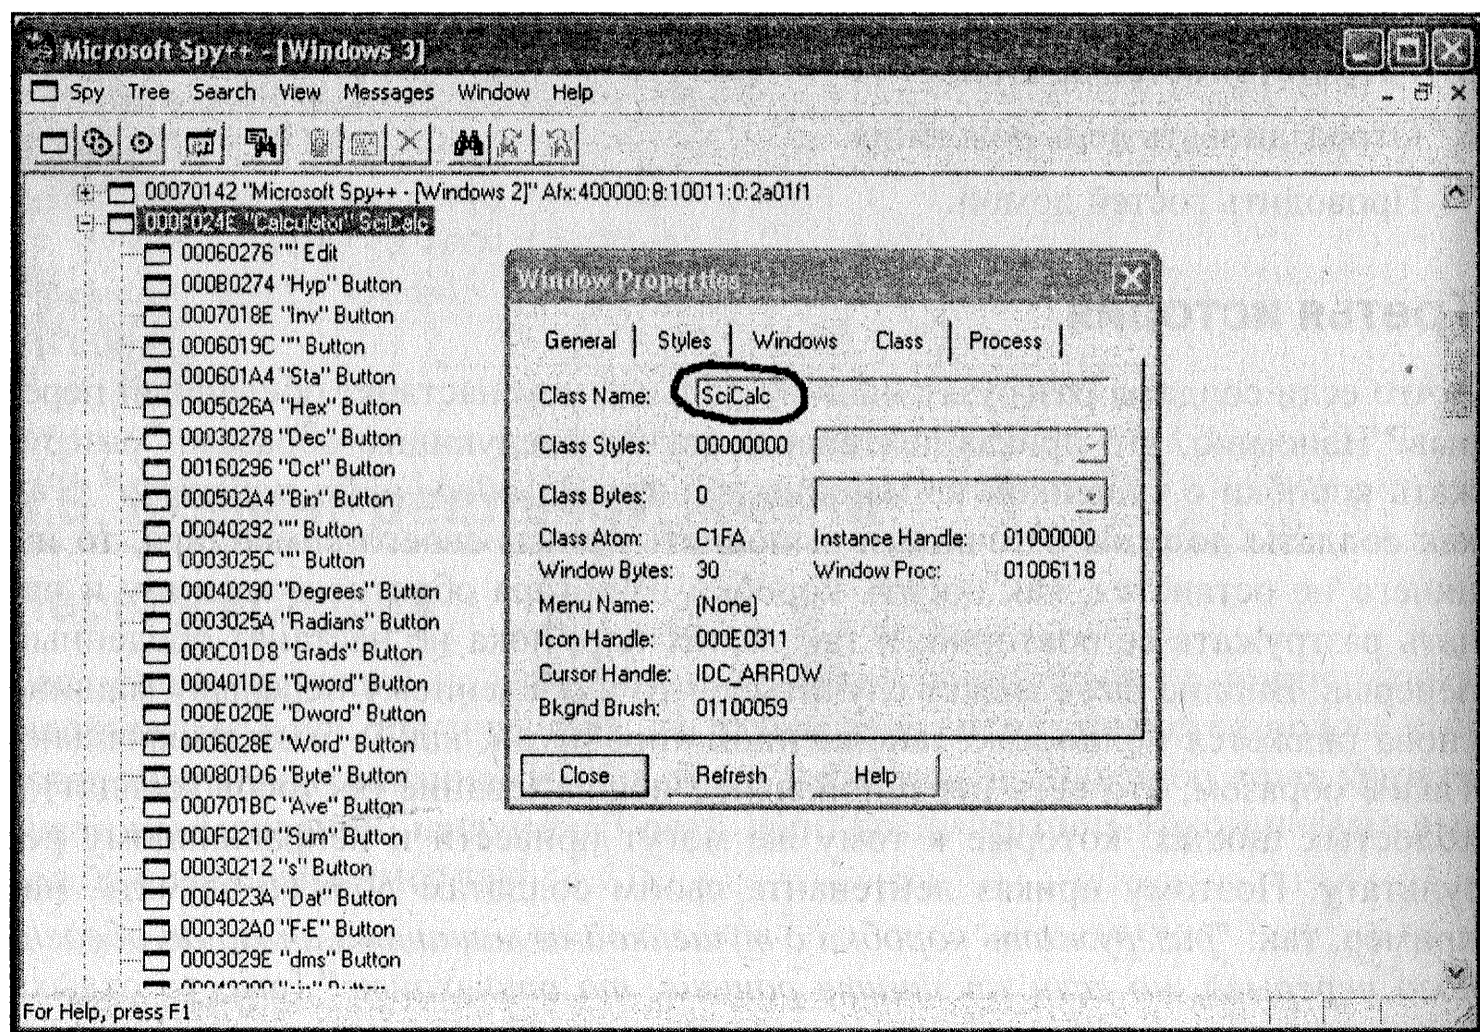 Microsoft Spy++ - [Windows 3]
Spy Tree Search View Messages Window Help
00070142 "Microsoft Spy++ - [Windows 2]" Afx:400000:8:10011:0:2a01f1
000F024E "Calculator" SciCalc
00060276 "" Edit
000B0274 "Hyp" Button
0007018E "Inv" Button
0006019C "" Button
000601A4 "Sta" Button
0005026A "Hex" Button
00030278 "Dec" Button
00160296 "Oct" Button
000502A4 "Bin" Button
00040292 "" Button
0003025C "" Button
00040290 "Degrees" Button
0003025A "Radians" Button
000C01D8 "Grads" Button
000401DE "Qword" Button
000E020E "Dword" Button
0006028E "Word" Button
000801D6 "Byte" Button
000701BC "Ave" Button
000F0210 "Sum" Button
00030212 "s" Button
0004023A "Dat" Button
000302A0 "F-E" Button
0003029E "dms" Button
Window Properties
General Styles Windows Class Process
Class Name: SciCalc
Class Styles: 00000000
Class Bytes: 0
Class Atom: C1FA Instance Handle: 01000000
Window Bytes: 30 Window Proc: 01006118
Menu Name: (None)
Icon Handle: 000E0311
Cursor Handle: IDC_ARROW
Bkgnd Brush: 01100059
Close Refresh Help
For Help, press F1